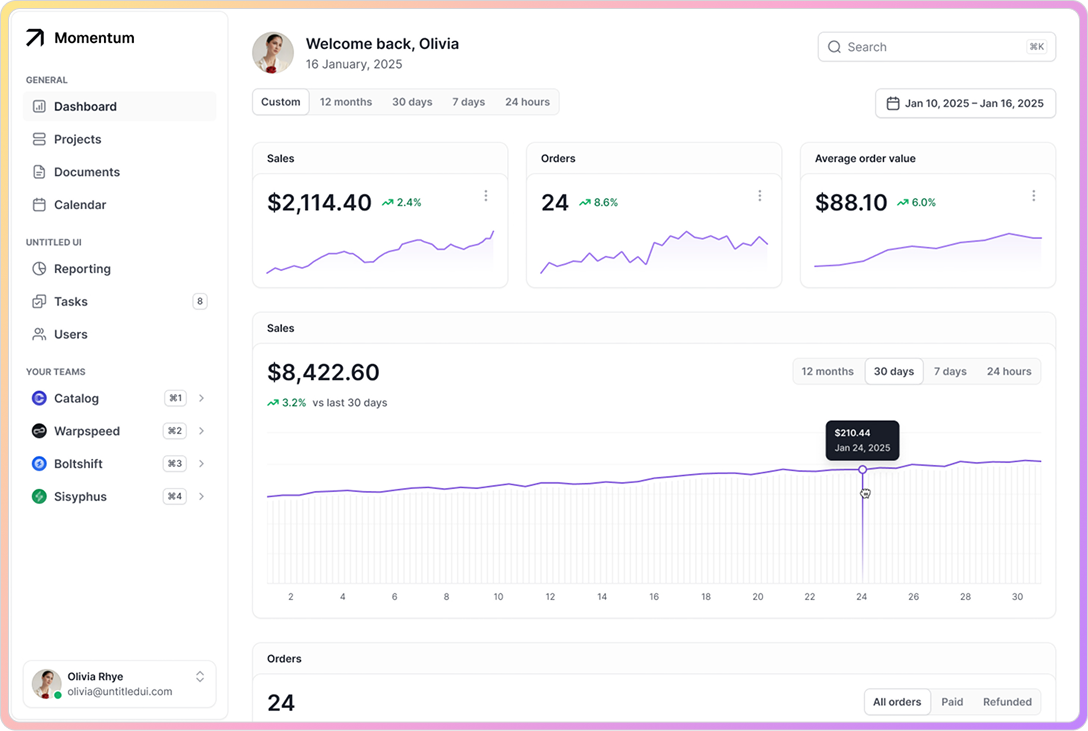 Momentum
GENERAL
Dashboard
Projects
Documents
Calendar
UNTITLED UI
Reporting
Tasks 8
Users
YOUR TEAMS
Catalog ⌘1
Warpspeed ⌘2
Boltshift ⌘3
Sisyphus ⌘4
Olivia Rhye
olivia@untitledui.com
Welcome back, Olivia
16 January, 2025
Search ⌘K
Custom 12 months 30 days 7 days 24 hours
Jan 10, 2025 – Jan 16, 2025
Sales
$2,114.40 2.4%
Orders
24 8.6%
Average order value
$88.10 6.0%
Sales
$8,422.60
3.2% vs last 30 days
12 months 30 days 7 days 24 hours
$210.44
Jan 24, 2025
2 4 6 8 10 12 14 16 18 20 22 24 26 28 30
Orders
24
All orders Paid Refunded